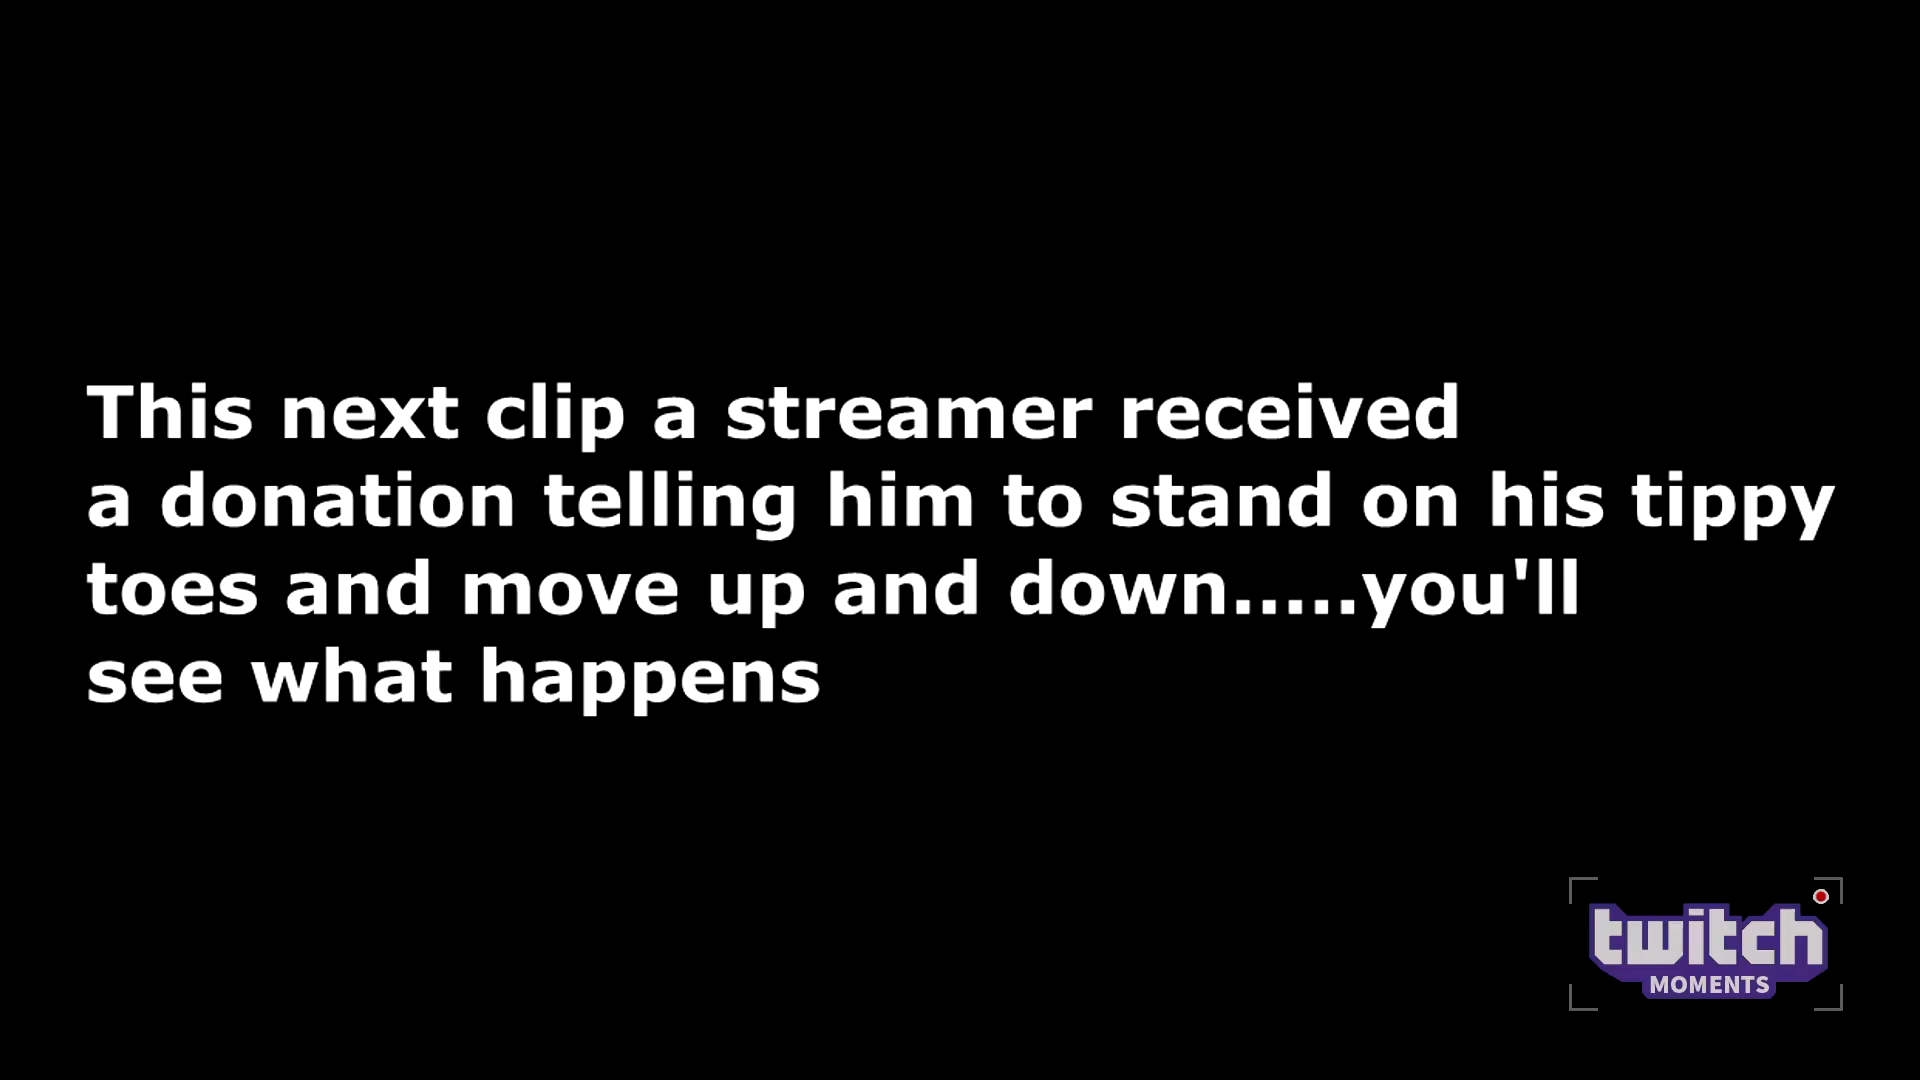 This next clip a streamer received
a donation telling him to stand on his tippy
toes and move up and down.....you'll
see what happens
twitch
MOMENTS